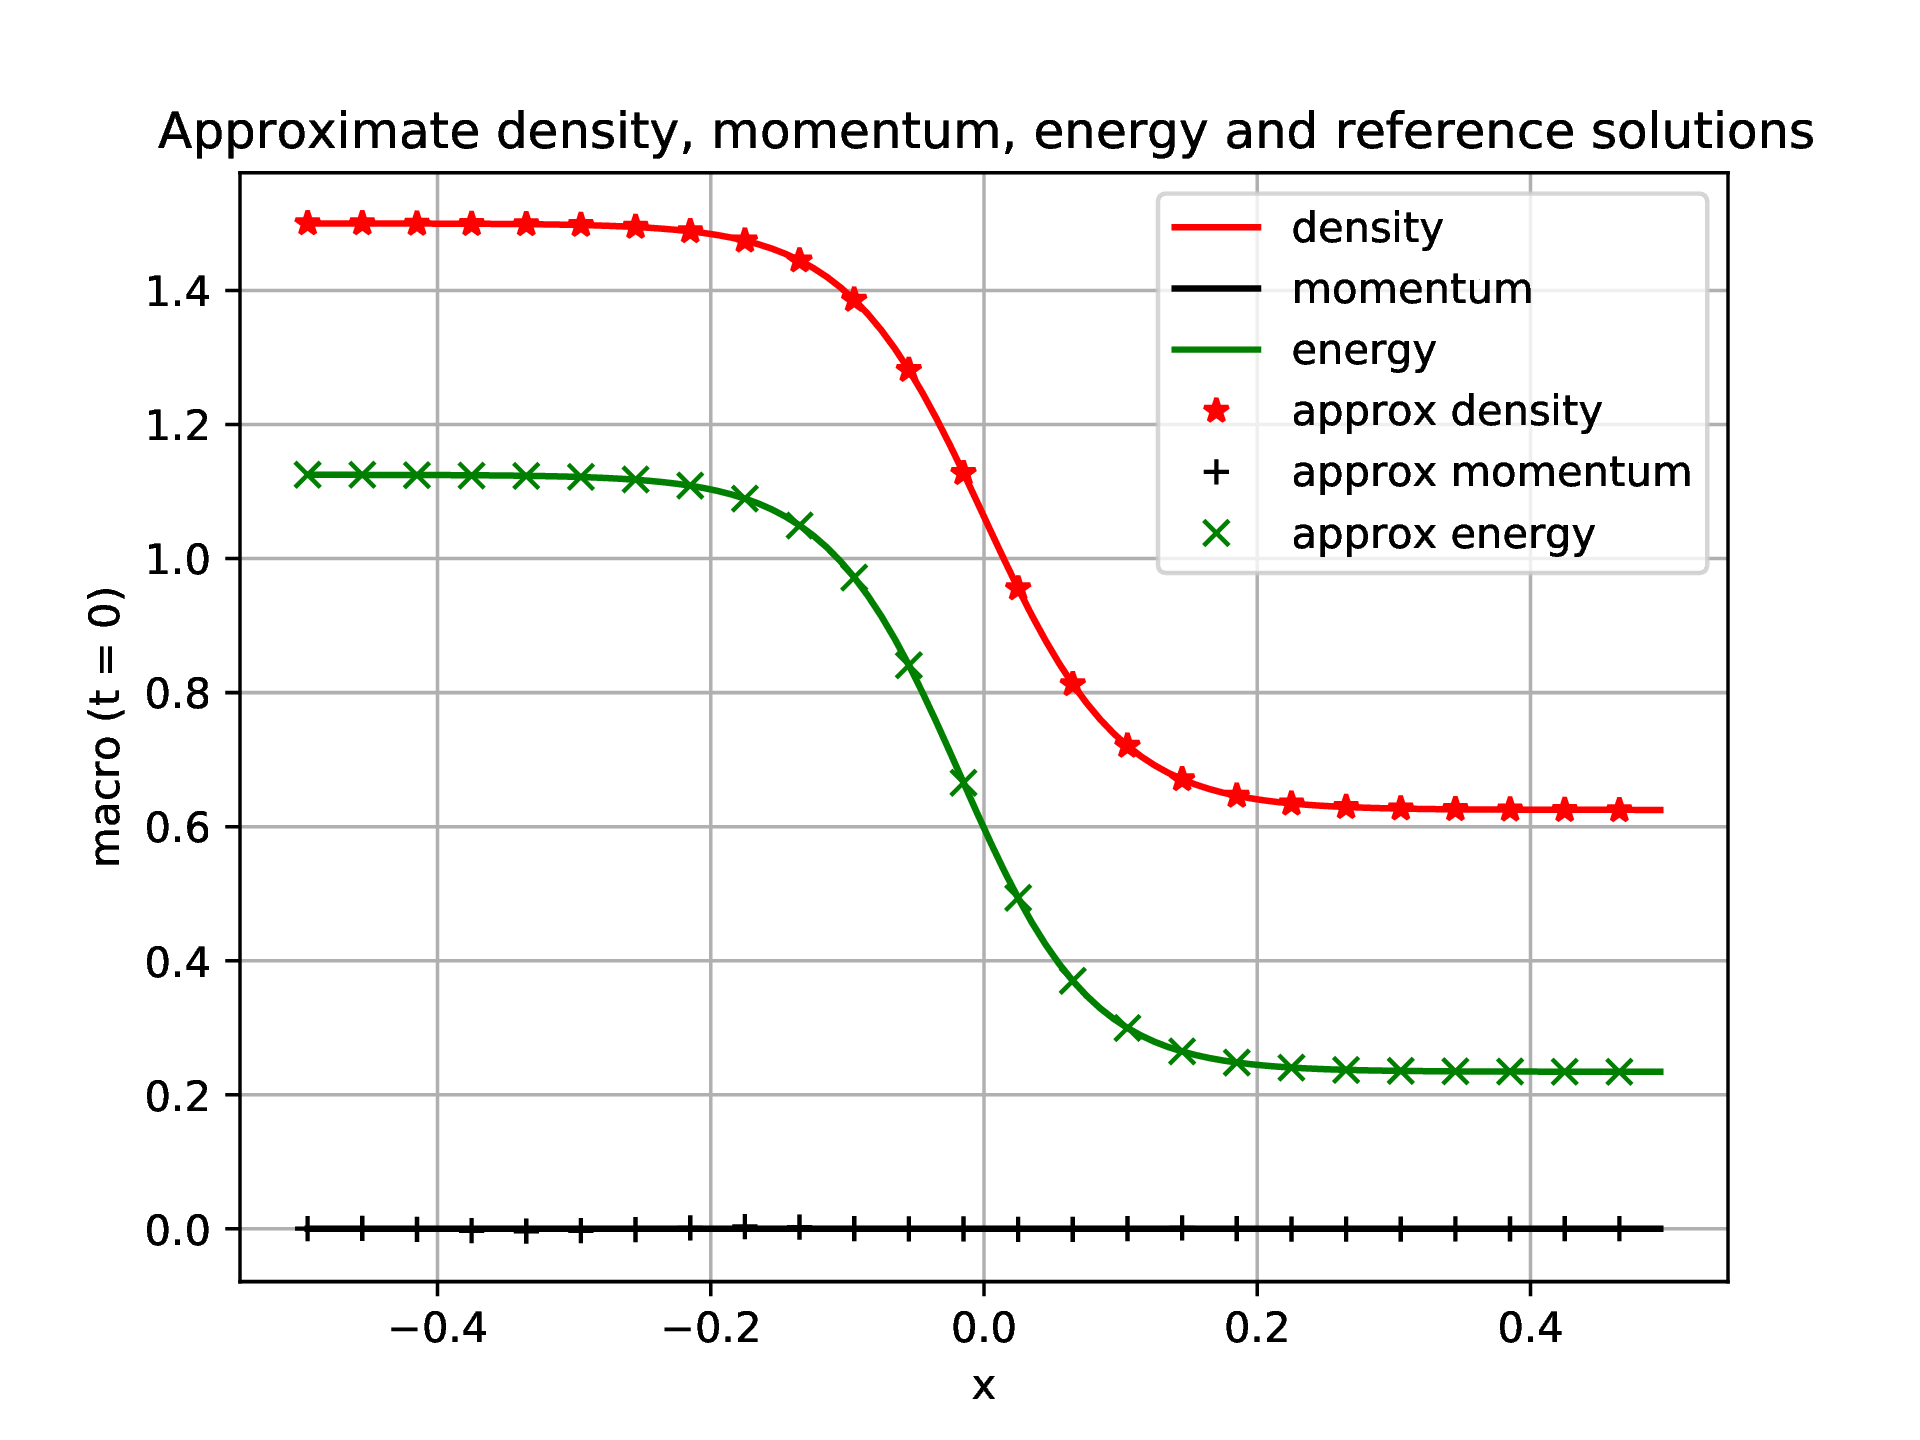 Approximate density, momentum, energy and reference solutions
density
momentum
energy
approx density
approx momentum
approx energy
macro (t = 0)
1.4
1.2
1.0
0.8
0.6
0.4
0.2
0.0
−0.4 −0.2 0.0 0.2 0.4
x